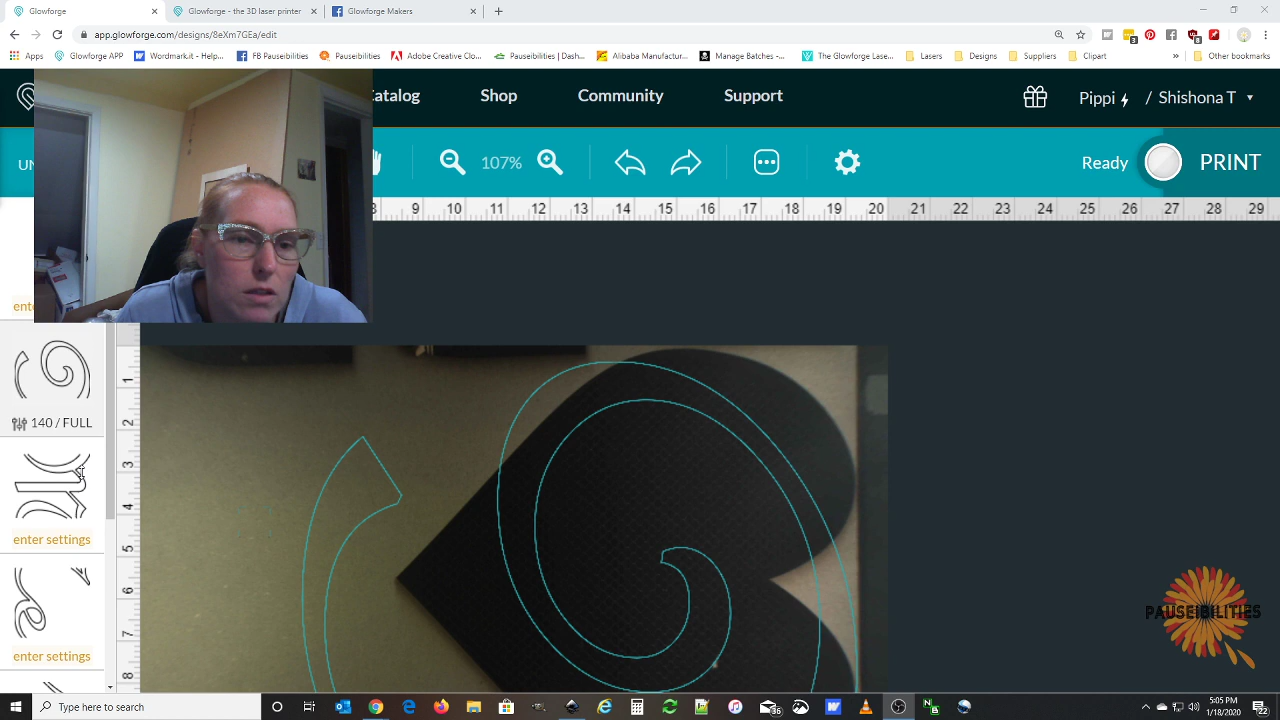 Glowforge
Glowforge - the 3D laser printer
Glowforge Makers
app.glowforge.com/designs/8eXm7GEa/edit
Apps
Glowforge APP
Wordmark.it - Help...
FB Pauseibilities
Pauseibilities
Adobe Creative Clo...
Pauseibilities | Dash...
Alibaba Manufactur...
Manage Batches -...
The Glowforge Lase...
Lasers
Designs
Suppliers
Clipart
»
Other bookmarks
Catalog
Shop
Community
Support
Pippi / Shishona T
UN
107%
Ready
PRINT
8 9 10 11 12 13 14 15 16 17 18 19 20 21 22 23 24 25 26 27 28 29
ente
140 / FULL
enter settings
enter settings
1
2
3
4
5
6
7
8
PAUSEIBILITIES
Type here to search
36
5:05 PM
1/18/2020